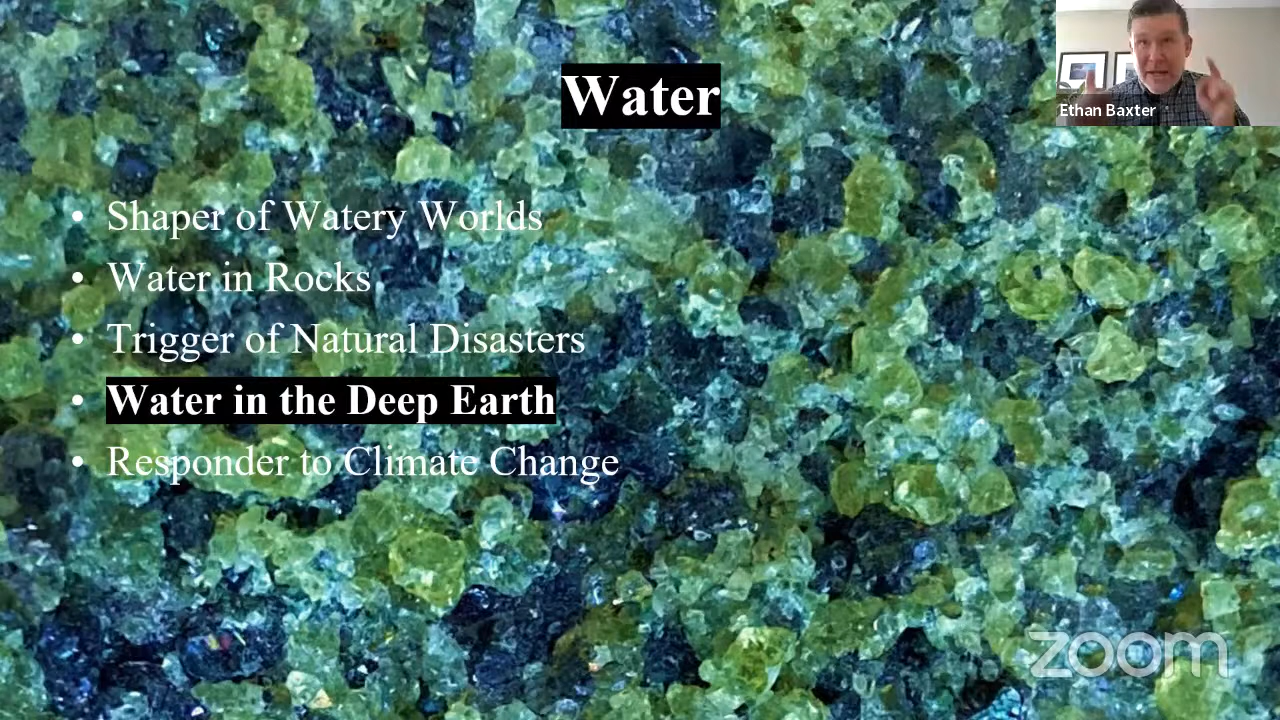 Water
Ethan Baxter
• Shaper of Watery Worlds
• Water in Rocks
• Trigger of Natural Disasters
• Water in the Deep Earth
• Responder to Climate Change
zoom